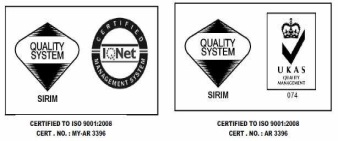 QUALITY
SYSTEM
SIRIM
CERTIFIED
IQNet
MANAGEMENT SYSTEM
CERTIFIED TO ISO 9001:2008
CERT . NO. : MY-AR 3396
QUALITY
SYSTEM
SIRIM
UKAS
QUALITY
MANAGEMENT
074
CERTIFIED TO ISO 9001:2008
CERT . NO. : AR 3396